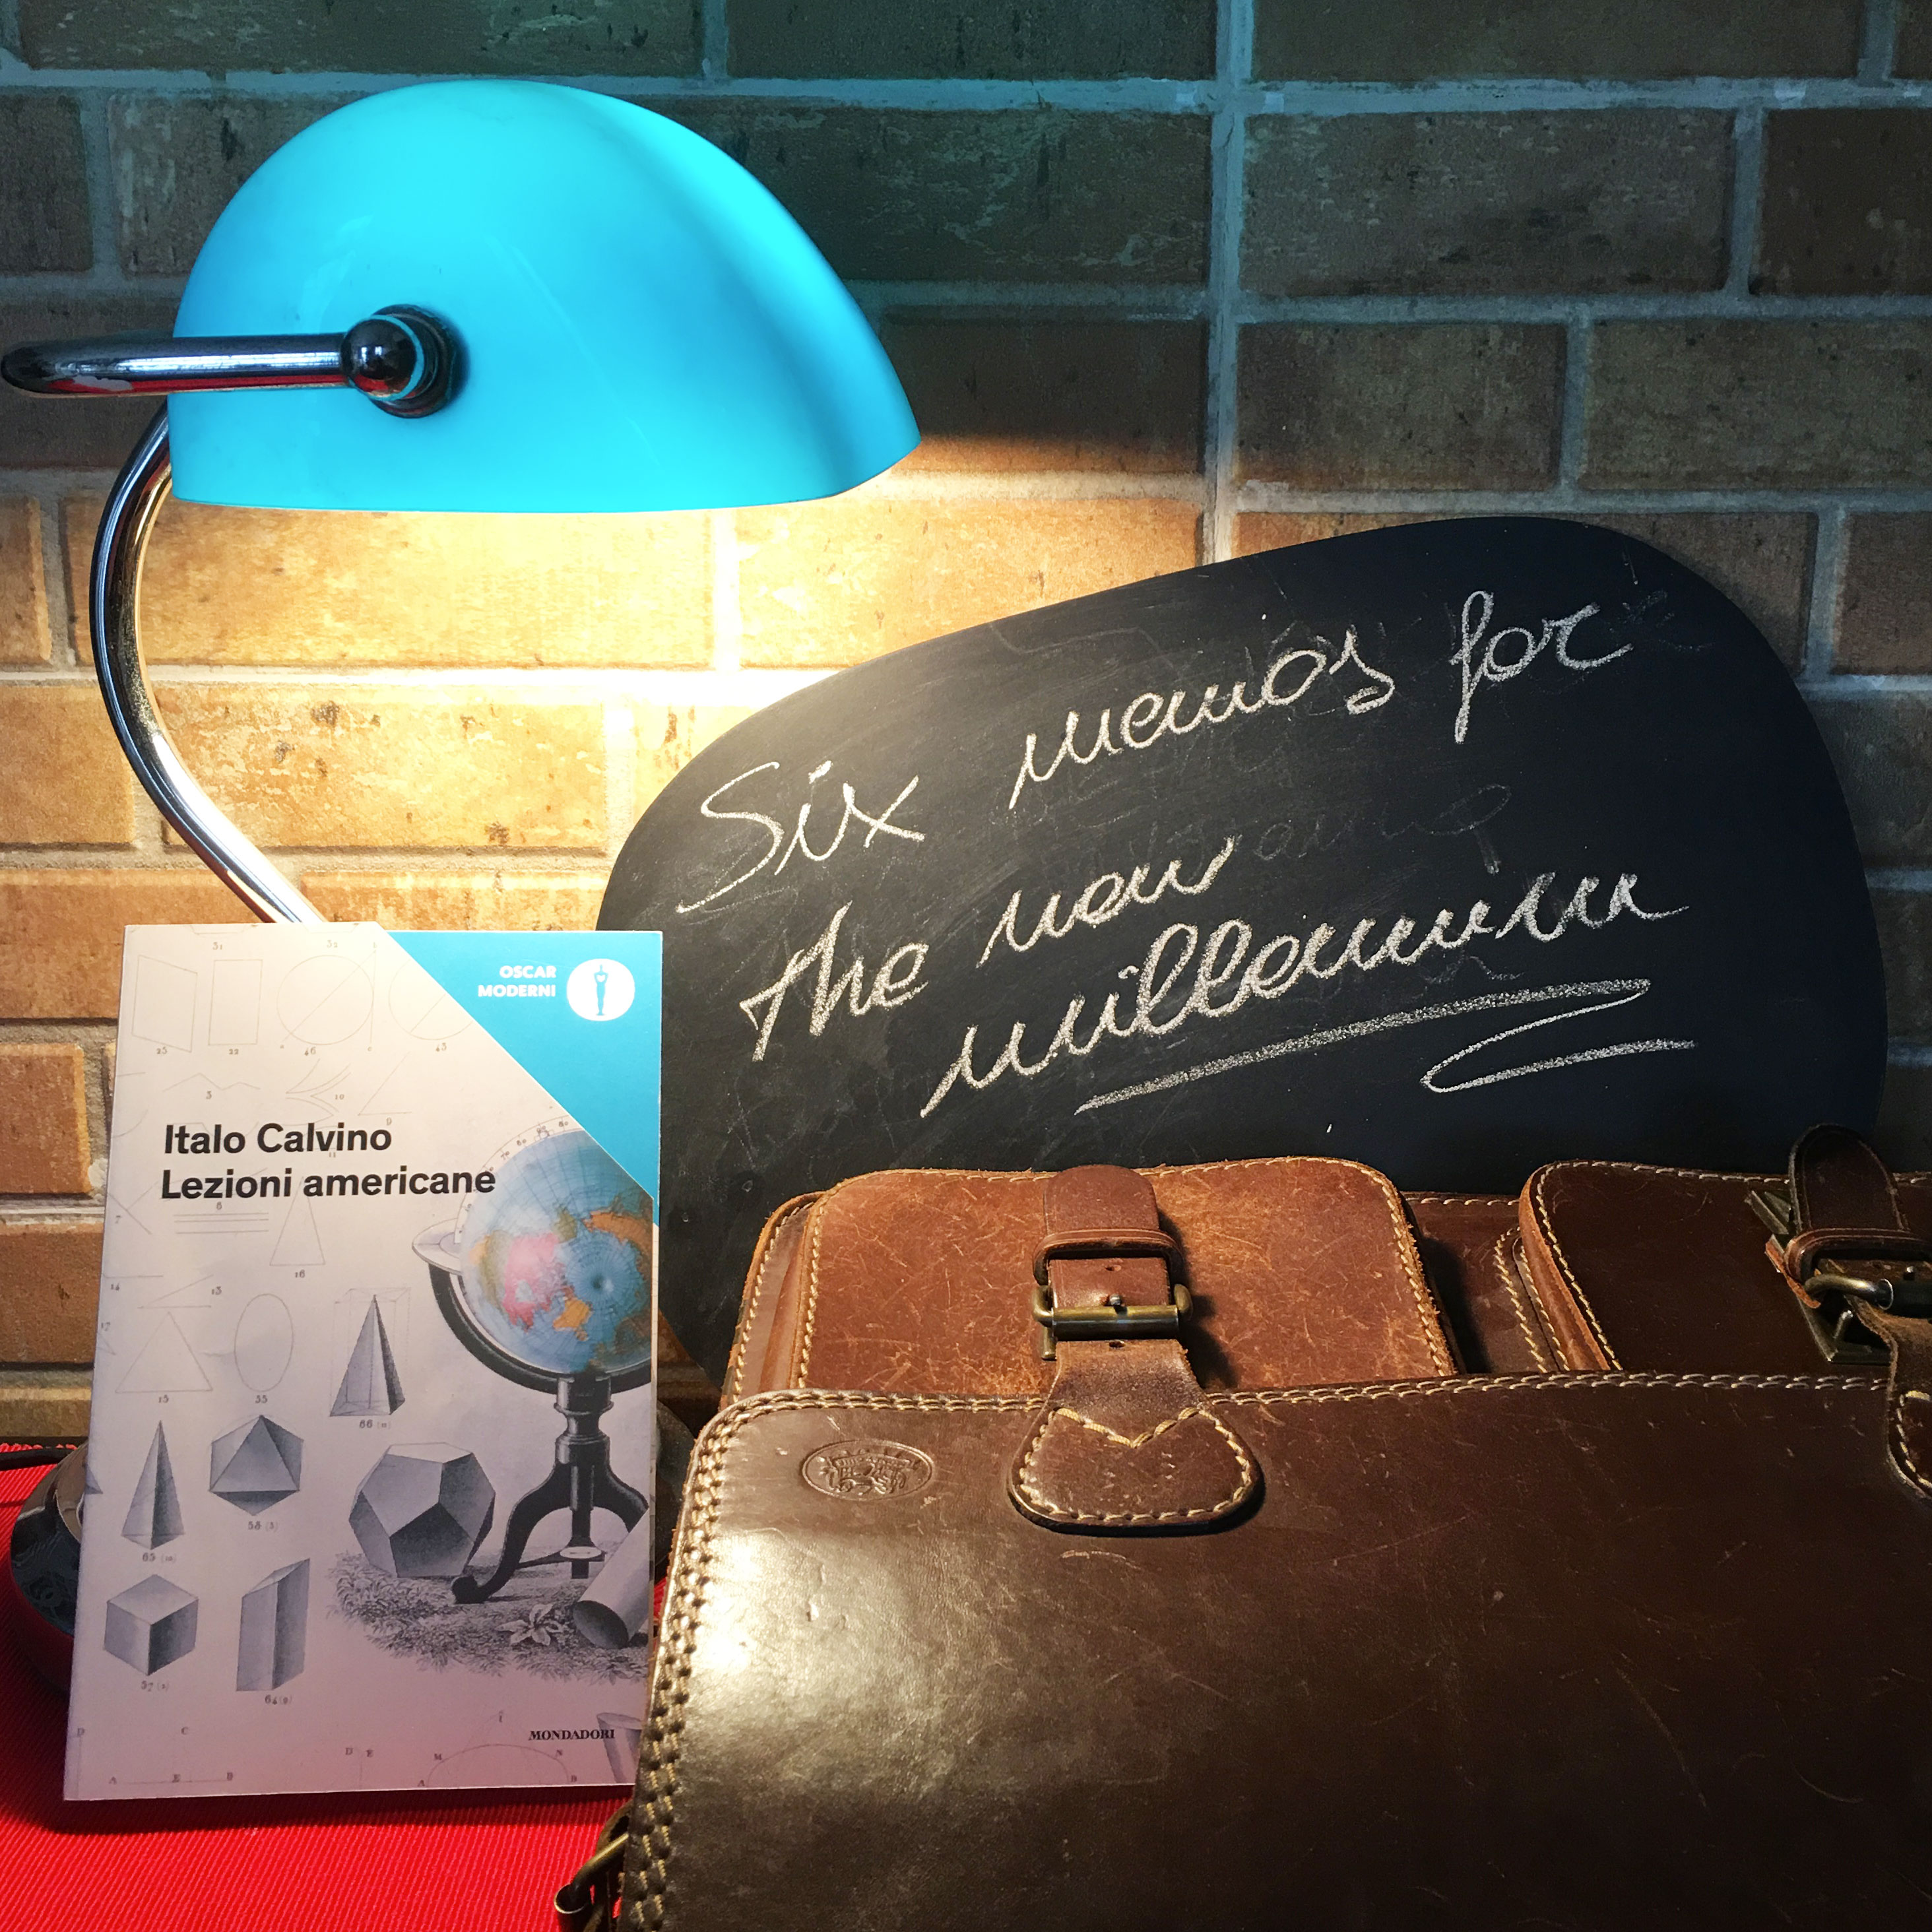 Six memos for
the new
millennium
OSCAR
MODERNI
Italo Calvino
Lezioni americane
MONDADORI